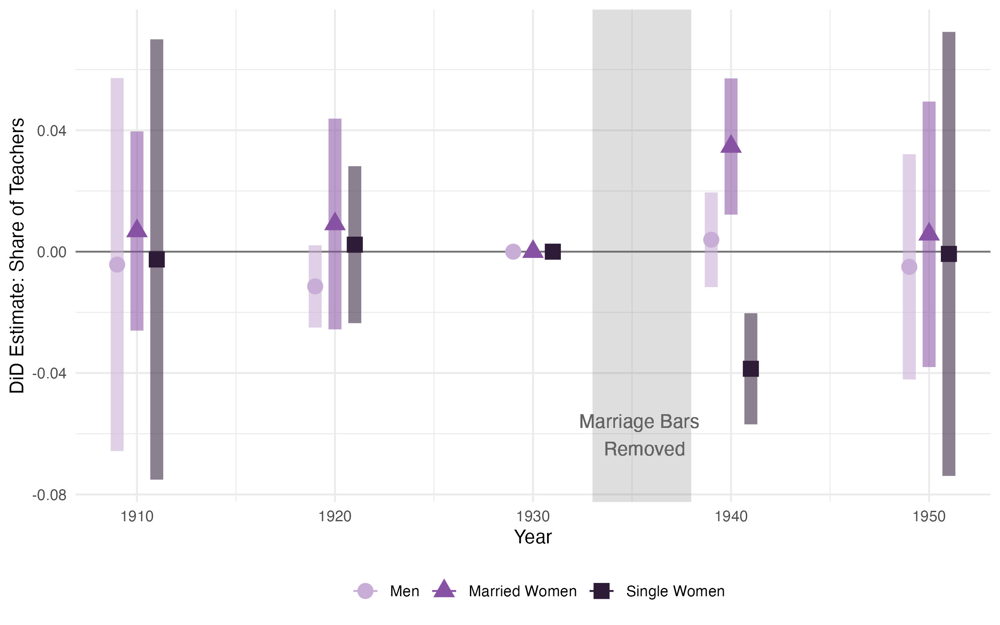 DiD Estimate: Share of Teachers
0.04
0.00
-0.04
-0.08
Marriage Bars
Removed
1910 1920 1930 1940 1950
Year
Men Married Women Single Women